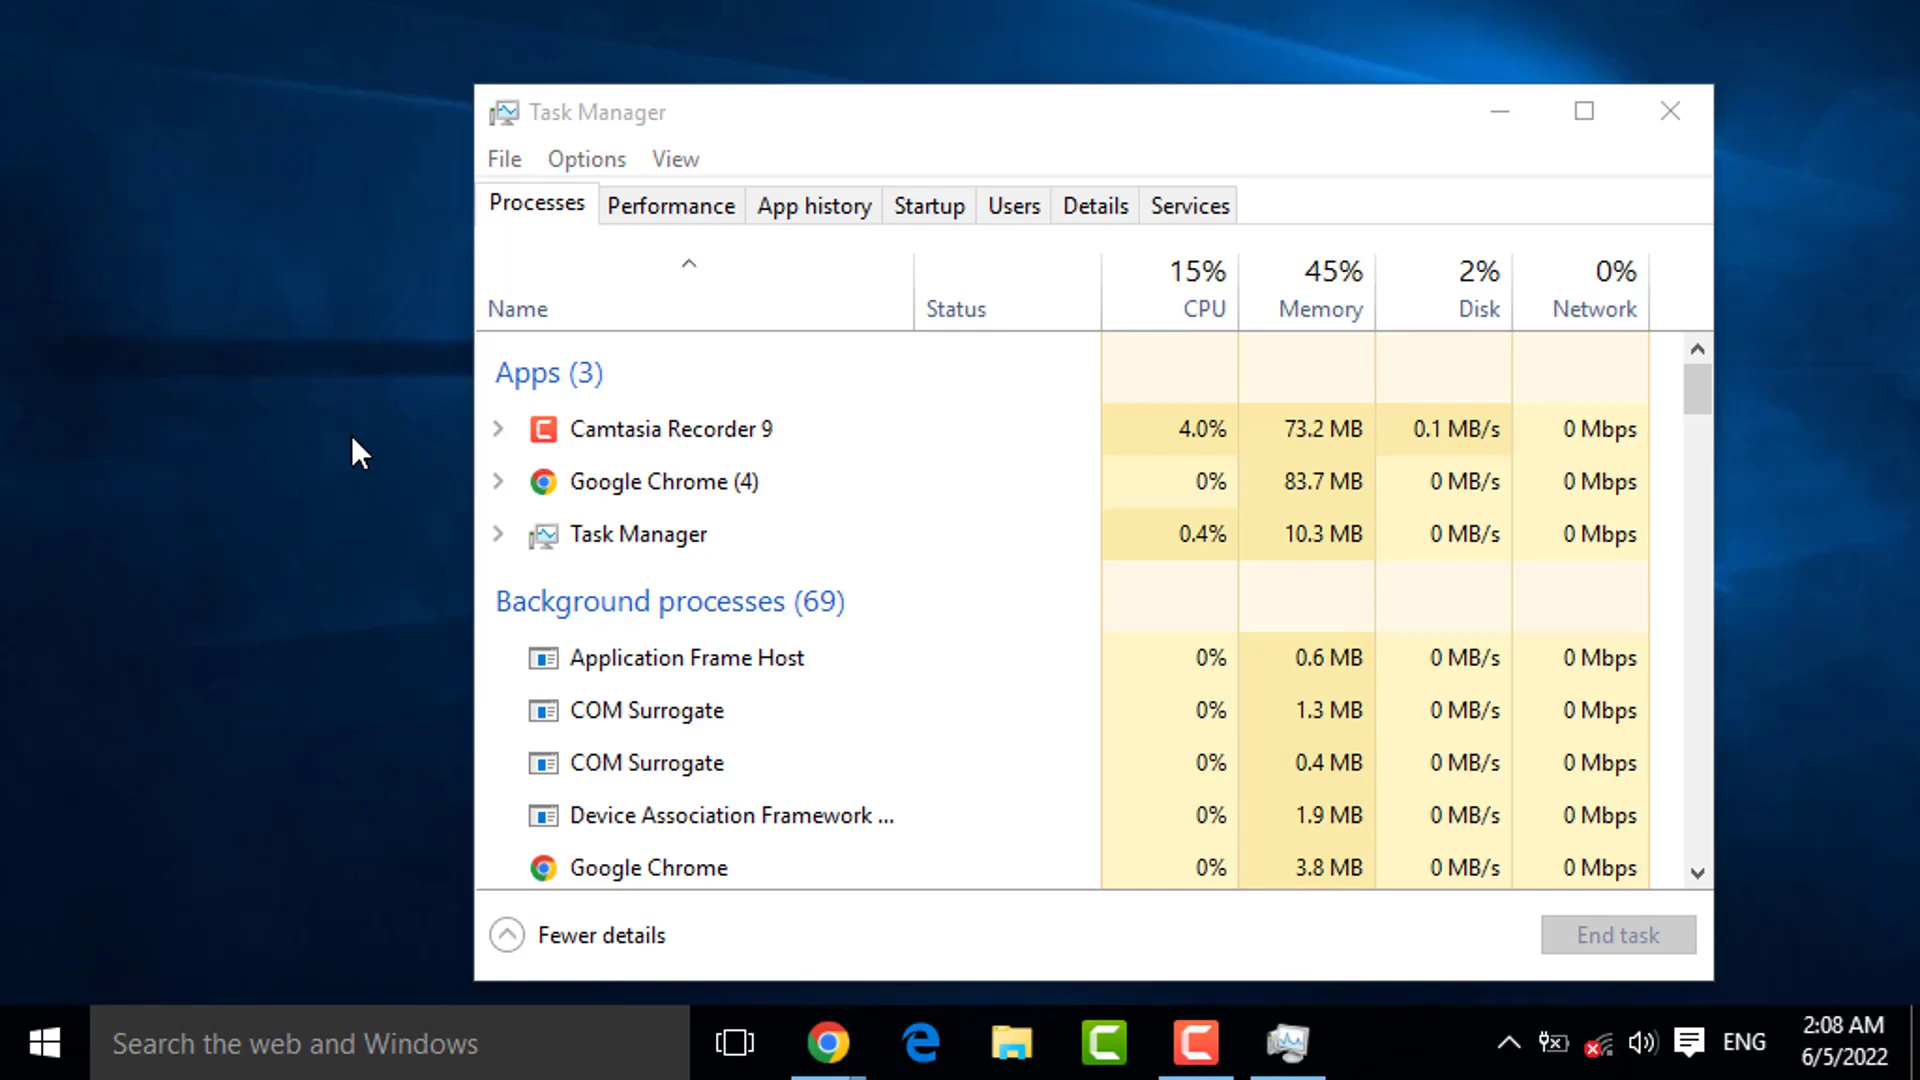 Task Manager
File Options View
Processes Performance App history Startup Users Details Services
15% 45% 2% 0%
Name Status CPU Memory Disk Network
Apps (3)
Camtasia Recorder 9 4.0% 73.2 MB 0.1 MB/s 0 Mbps
Google Chrome (4) 0% 83.7 MB 0 MB/s 0 Mbps
Task Manager 0.4% 10.3 MB 0 MB/s 0 Mbps
Background processes (69)
Application Frame Host 0% 0.6 MB 0 MB/s 0 Mbps
COM Surrogate 0% 1.3 MB 0 MB/s 0 Mbps
COM Surrogate 0% 0.4 MB 0 MB/s 0 Mbps
Device Association Framework ... 0% 1.9 MB 0 MB/s 0 Mbps
Google Chrome 0% 3.8 MB 0 MB/s 0 Mbps
Fewer details End task
Search the web and Windows ENG 2:08 AM
6/5/2022